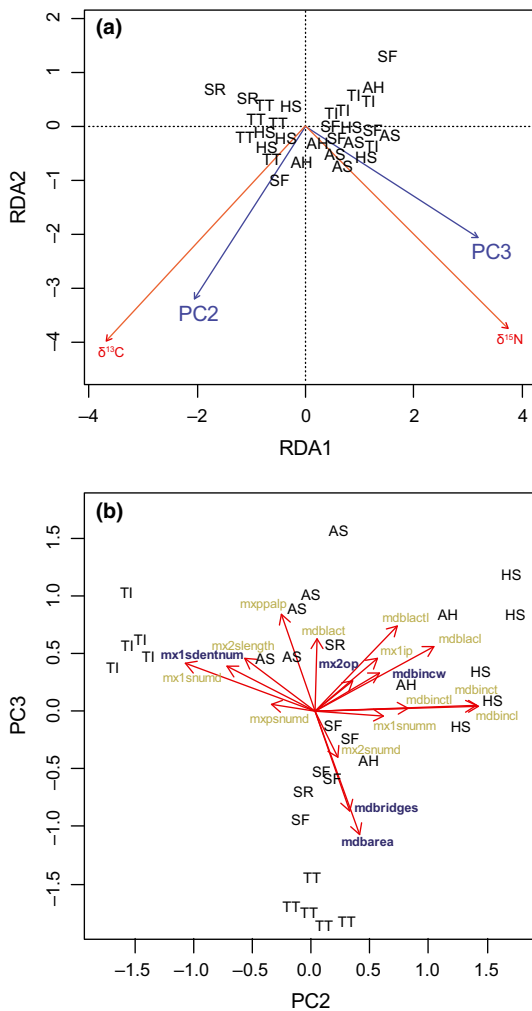 (a)
2
SF
1
SR
AH
SR
TI
TI
TT
HS
TI
TI
TT
TT
SF
HS
0
SF
TT
HS
AS
HS
SF
AH
AS
TI
HS
AS
HS
TT
AH
AS
SF
–1
RDA2
–2
PC3
–3
PC2
–4
δ¹³C
δ¹⁵N
–4
–2
0
2
4
RDA1
(b)
1.5
AS
HS
TI
AS
1.0
mxppalp
AS
AH
HS
mdblactl
TI
TI
mdblact
SR
mdblacl
0.5
mx2slength
mx1ip
TI
AS
AS
mx1sdentnum
mx2op
TI
HS
mx1snumd
mdbincw
AH
mdbinct
mdbinctl
HS
PC3
0.0
mxpsnumd
mdbincl
SF
mx1snumm
HS
SF
mx2snumd
AH
–0.5
SF
SF
SR
mdbridges
–1.0
SF
mdbarea
TT
–1.5
TT
TT
TT
TT
–1.5
–1.0
–0.5
0.0
0.5
1.0
1.5
PC2